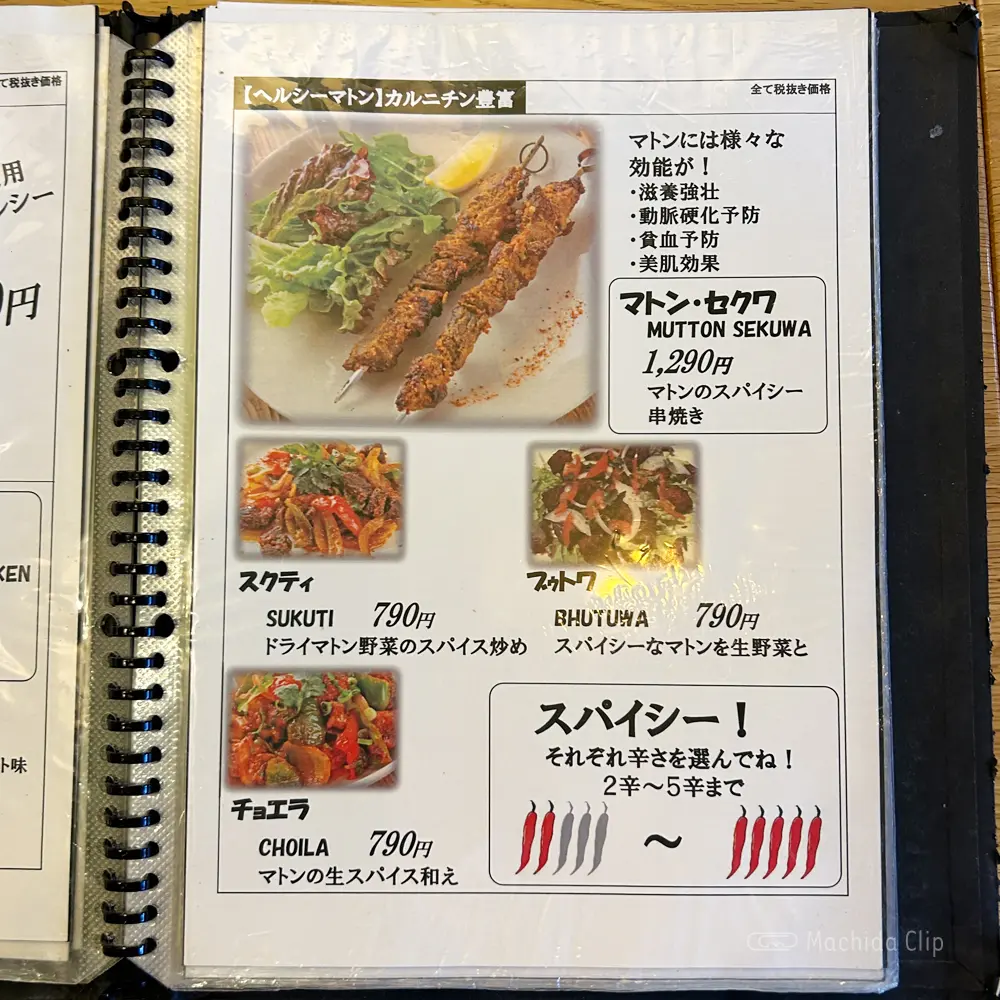 て税抜き価格
用
シー
0円
KEN
ト味
【ヘルシーマトン】カルニチン豊富
全て税抜き価格
マトンには様々な
効能が！
・滋養強壮
・動脈硬化予防
・貧血予防
・美肌効果
マトン・セクワ
MUTTON SEKUWA
1,290円
マトンのスパイシー
串焼き
スクティ
SUKUTI 790円
ドライマトン野菜のスパイス炒め
ブゥトワ
BHUTUWA 790円
スパイシーなマトンを生野菜と
チョエラ
CHOILA 790円
マトンの生スパイス和え
スパイシー！
それぞれ辛さを選んでね！
2辛～5辛まで
～
Machida Clip